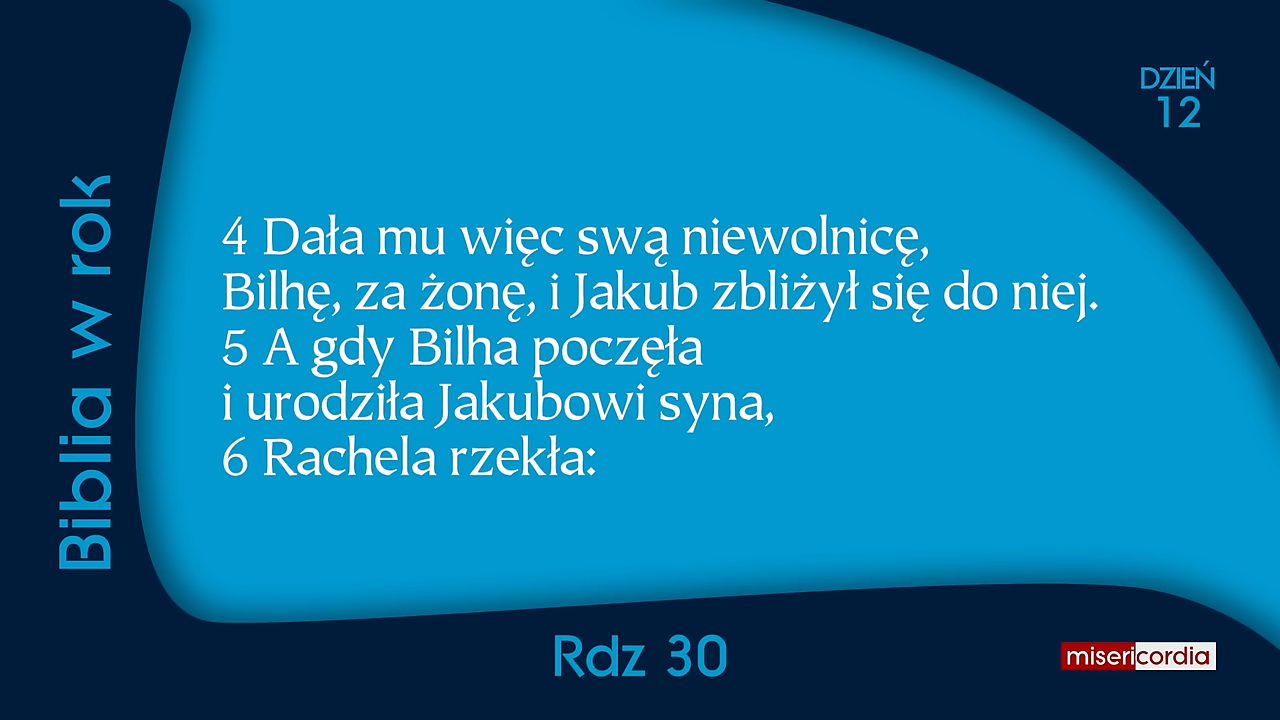 DZIEŃ
12
Biblia w rok
4 Dała mu więc swą niewolnicę,
Bilhę, za żonę, i Jakub zbliżył się do niej.
5 A gdy Bilha poczęła
i urodziła Jakubowi syna,
6 Rachela rzekła:
Rdz 30
misericordia